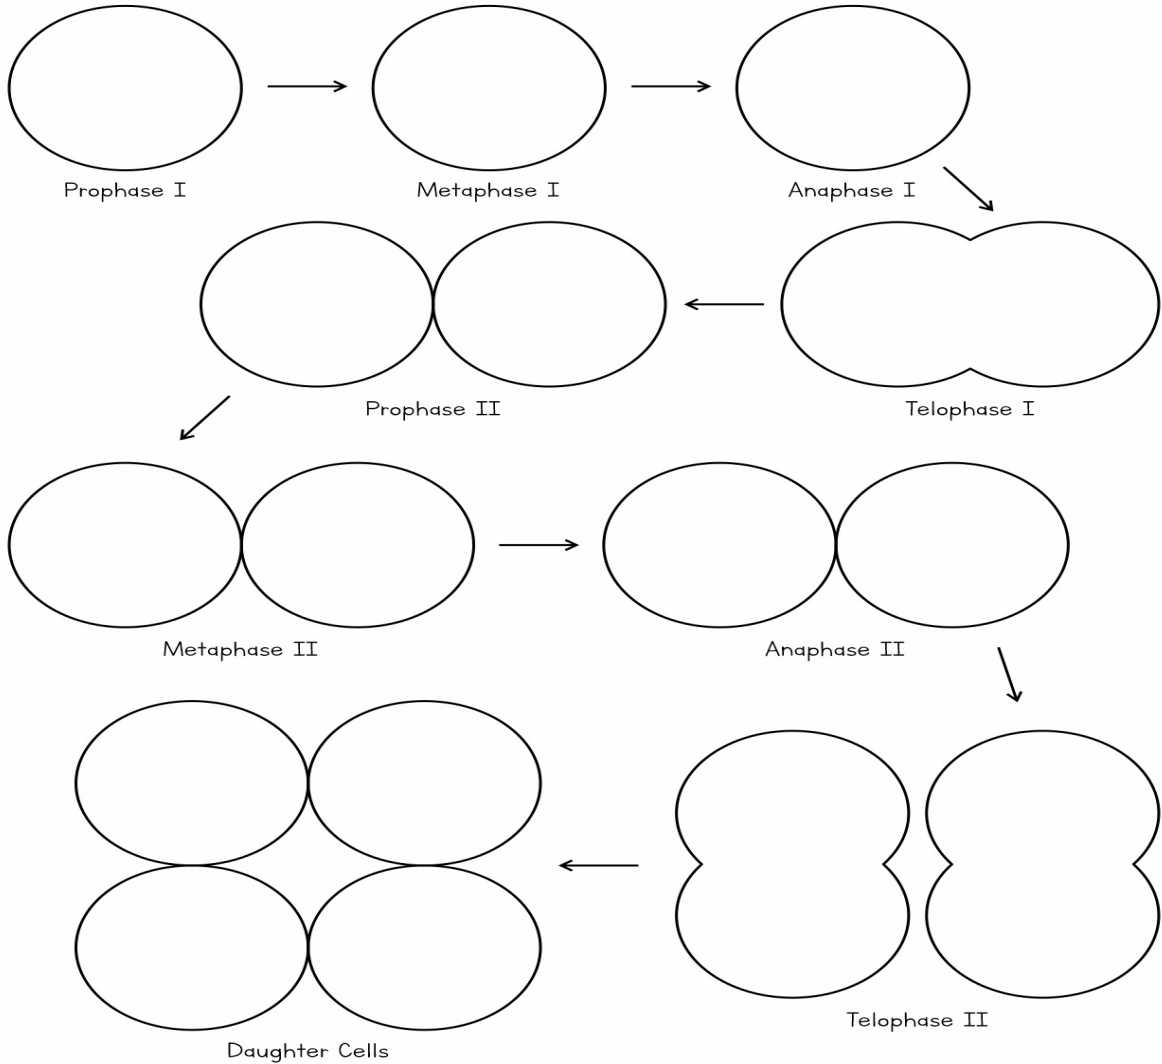 Prophase I
Metaphase I
Anaphase I
Prophase II
Telophase I
Metaphase II
Anaphase II
Telophase II
Daughter Cells